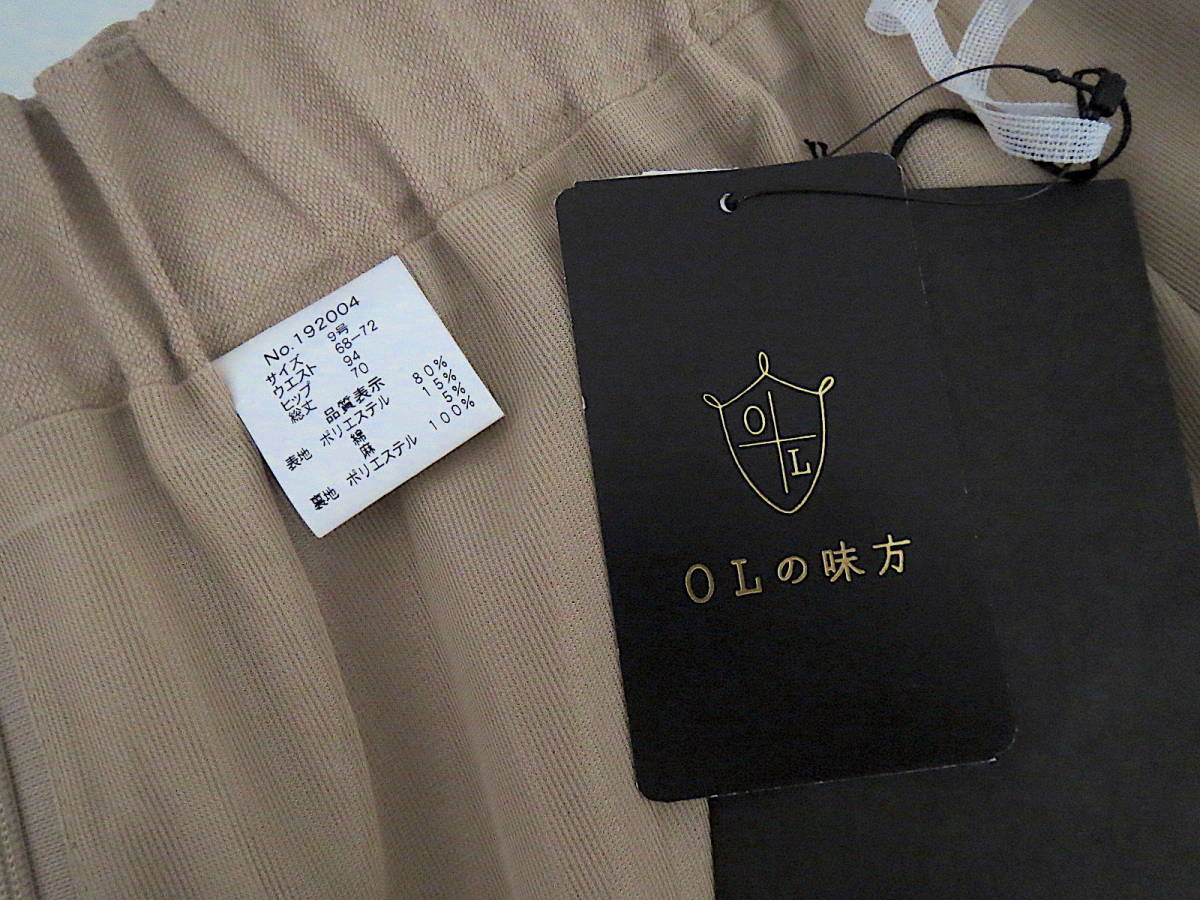 No.192004
サイズ 9号
ウエスト 68-72
ヒップ 94
総丈 70
品質表示
表地 ポリエステル 80%
綿 15%
麻 5%
裏地 ポリエステル 100%
O
L
OLの味方